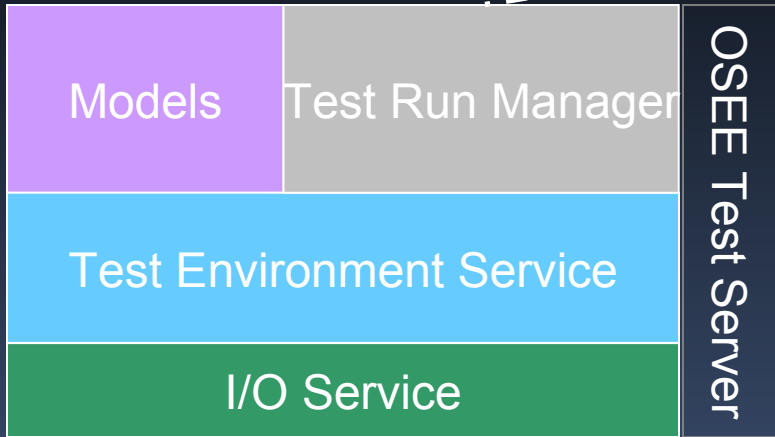 Models
Test Run Manager
Test Environment Service
I/O Service
OSEE Test Server